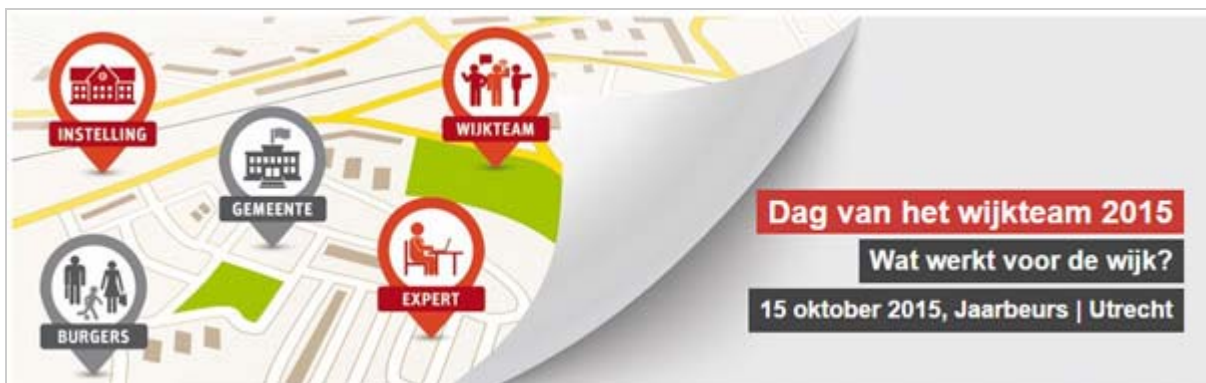 INSTELLING
WIJKTEAM
GEMEENTE
EXPERT
BURGERS
Dag van het wijkteam 2015
Wat werkt voor de wijk?
15 oktober 2015, Jaarbeurs | Utrecht